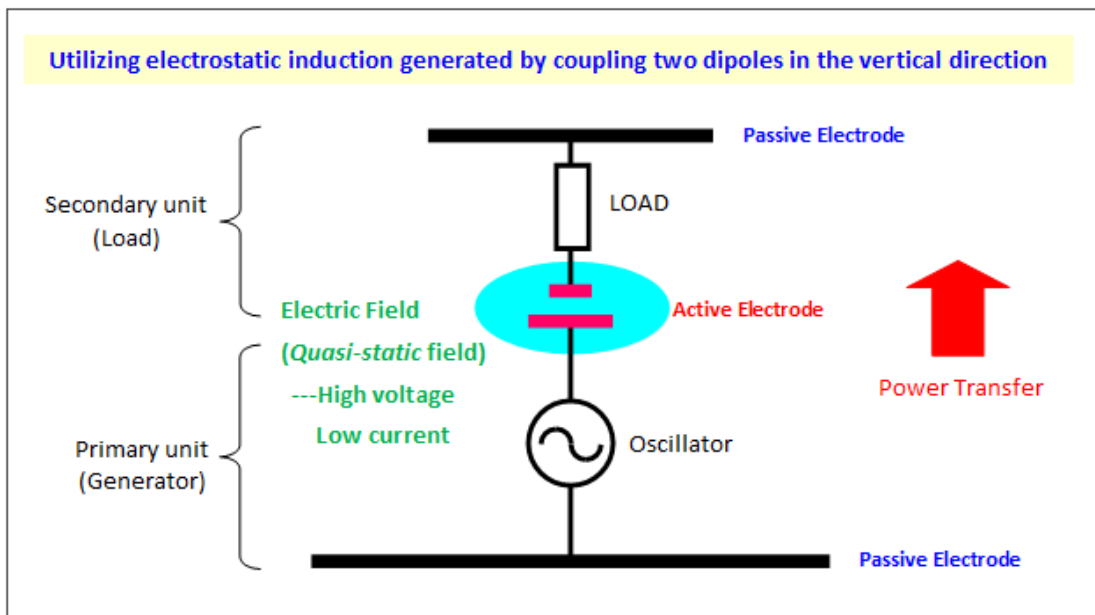 Utilizing electrostatic induction generated by coupling two dipoles in the vertical direction
Passive Electrode
Secondary unit
(Load)
LOAD
Electric Field
(Quasi-static field)
---High voltage
Low current
Active Electrode
Power Transfer
Primary unit
(Generator)
Oscillator
Passive Electrode